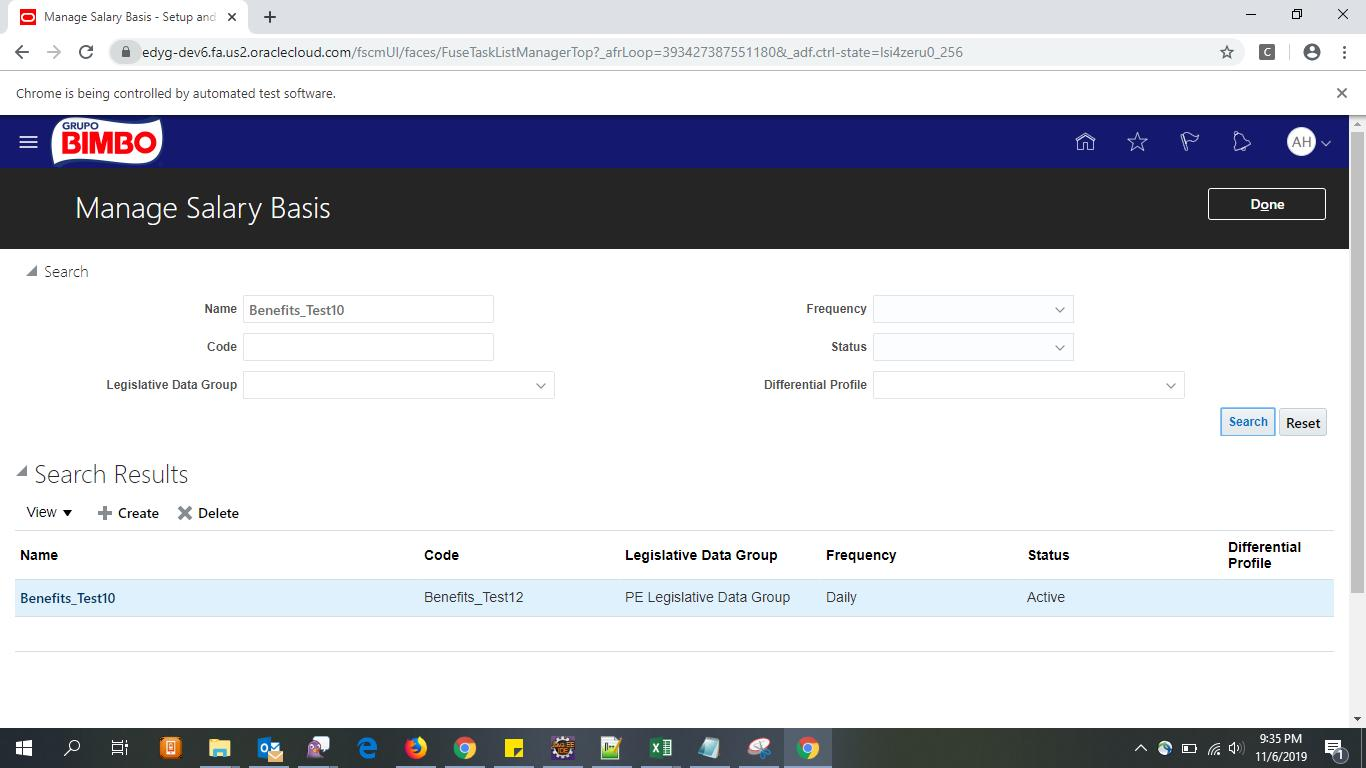 Manage Salary Basis - Setup and
edyg-dev6.fa.us2.oraclecloud.com/fscmUI/faces/FuseTaskListManagerTop?_afrLoop=393427387551180&_adf.ctrl-state=lsi4zeru0_256
C
Chrome is being controlled by automated test software.
GRUPO
BIMBO
AH
Manage Salary Basis
Done
Search
Name Benefits_Test10 Frequency
Code Status
Legislative Data Group Differential Profile
Search Reset
Search Results
View Create Delete
Name Code Legislative Data Group Frequency Status Differential
Profile
Benefits_Test10 Benefits_Test12 PE Legislative Data Group Daily Active
9:35 PM
11/6/2019
1